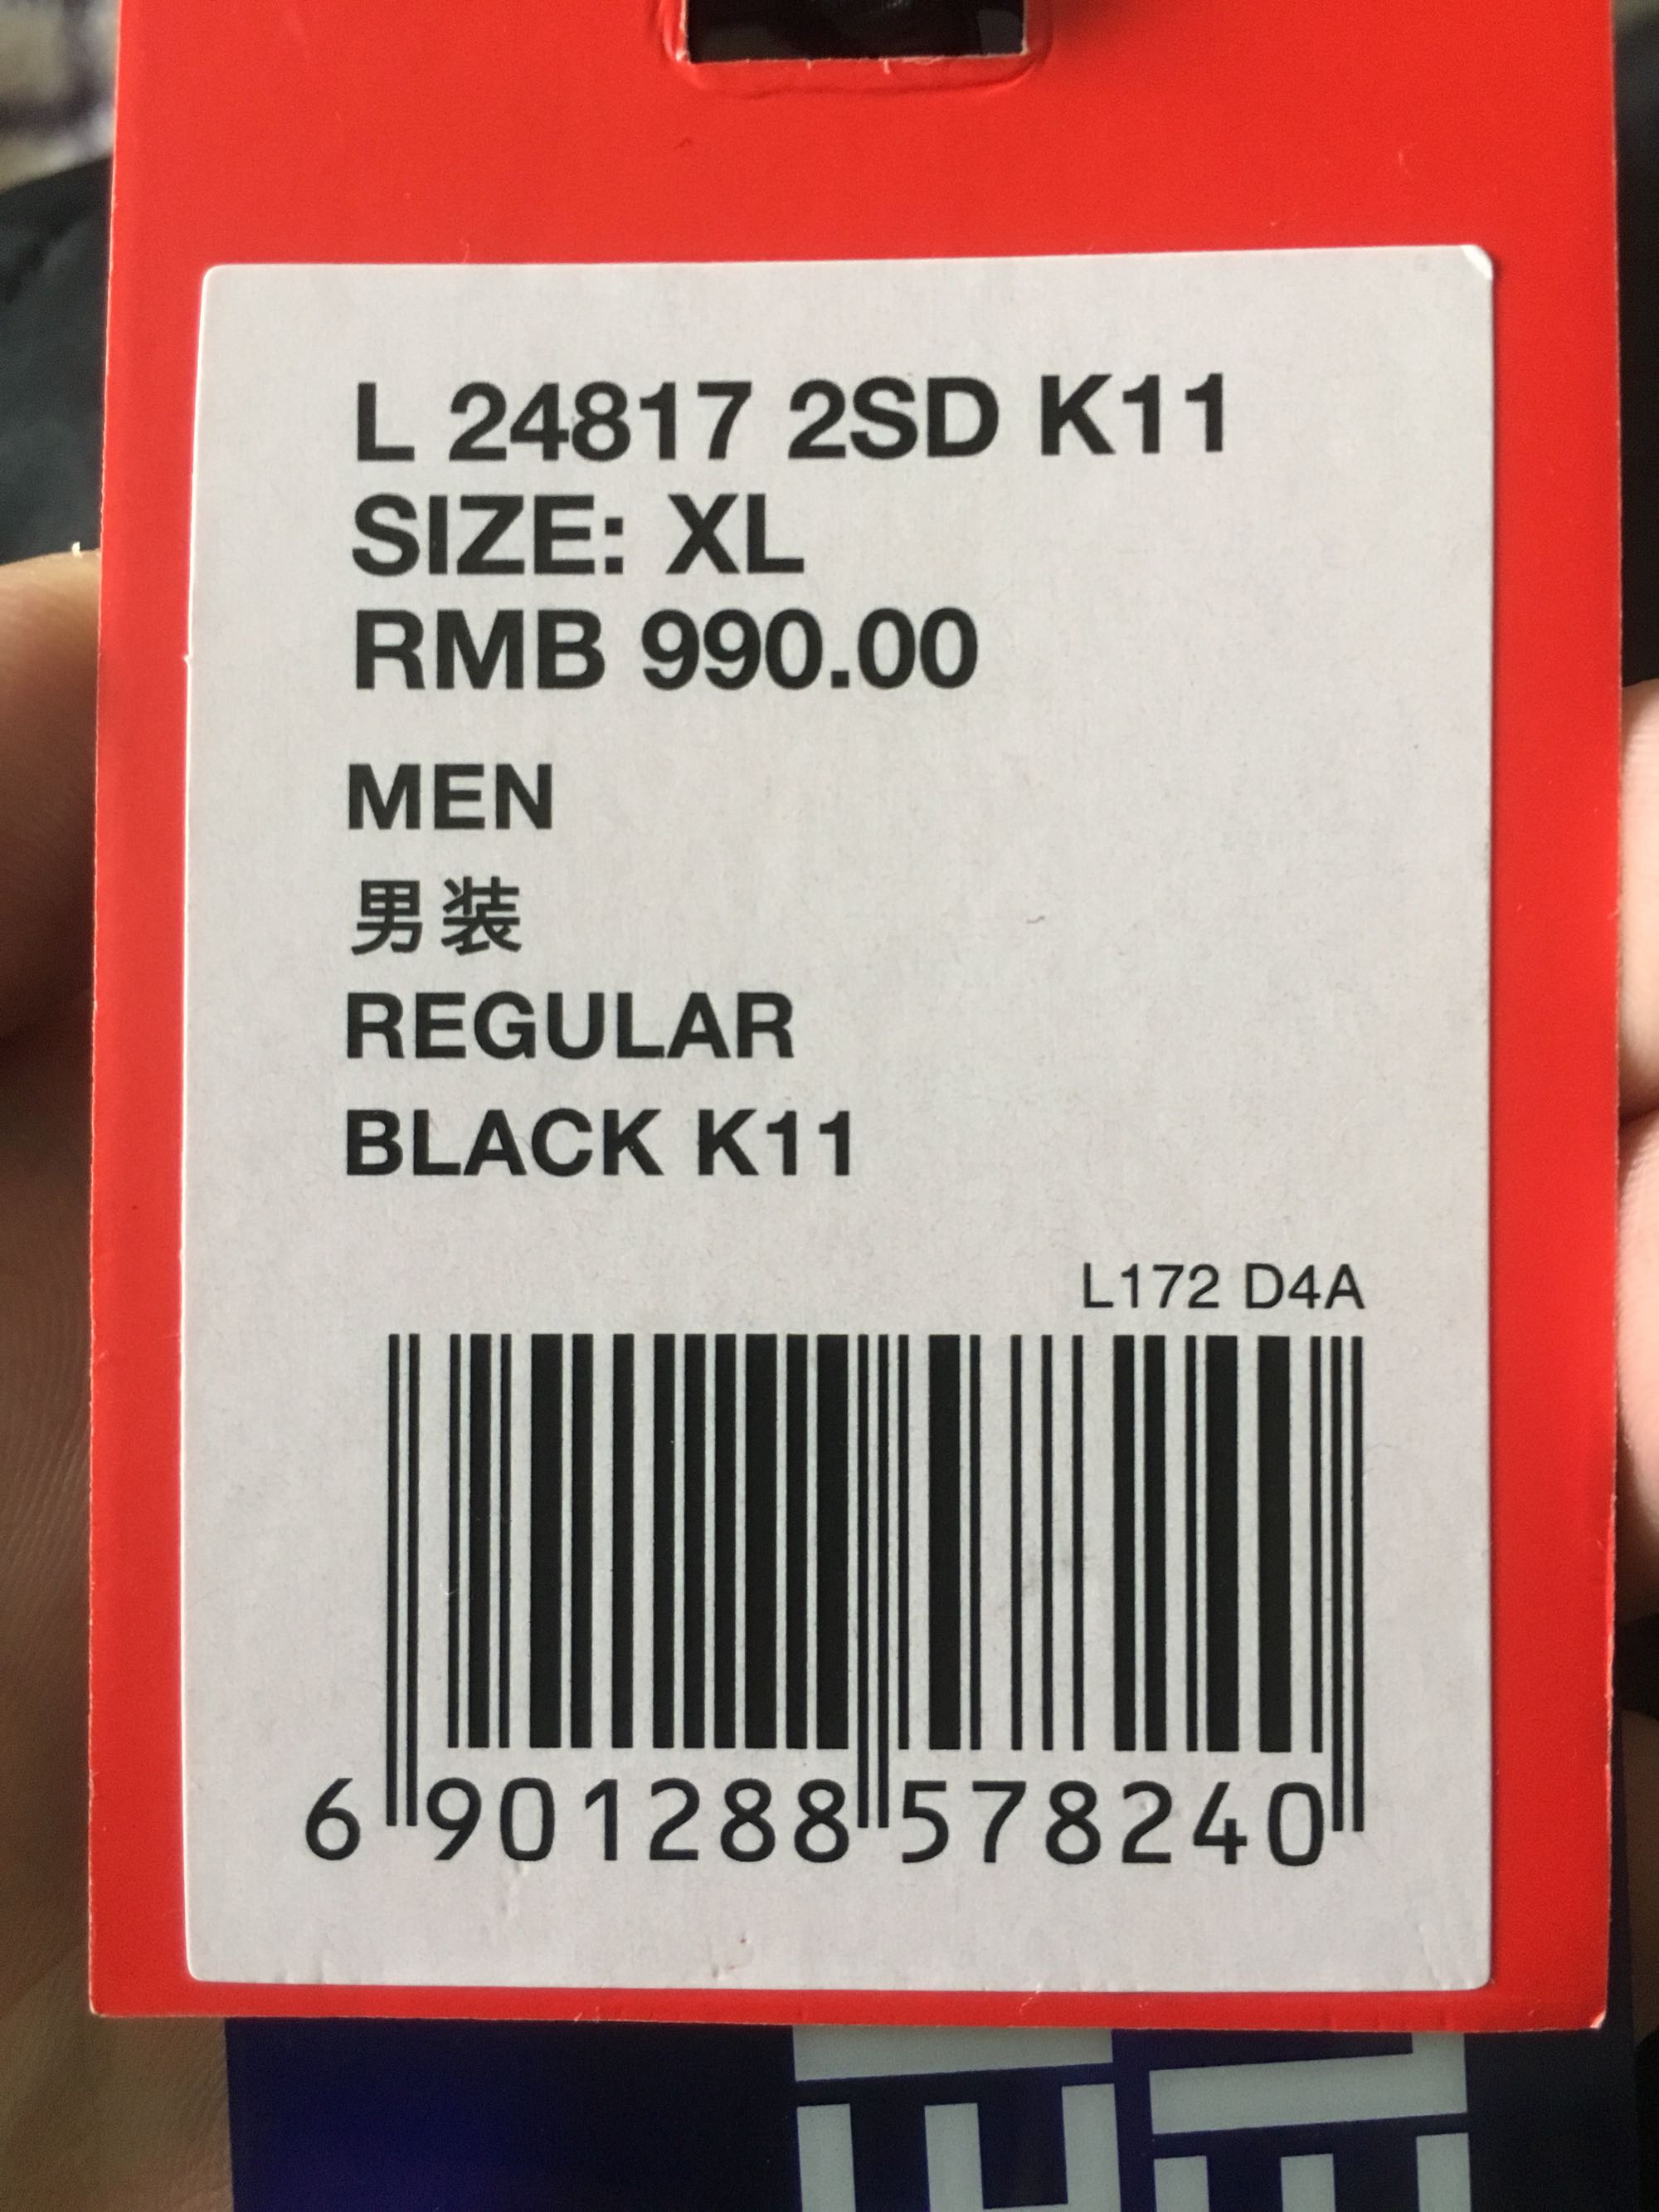 L 24817 2SD K11
SIZE: XL
RMB 990.00
MEN
男装
REGULAR
BLACK K11
L172 D4A
6 901288 578240